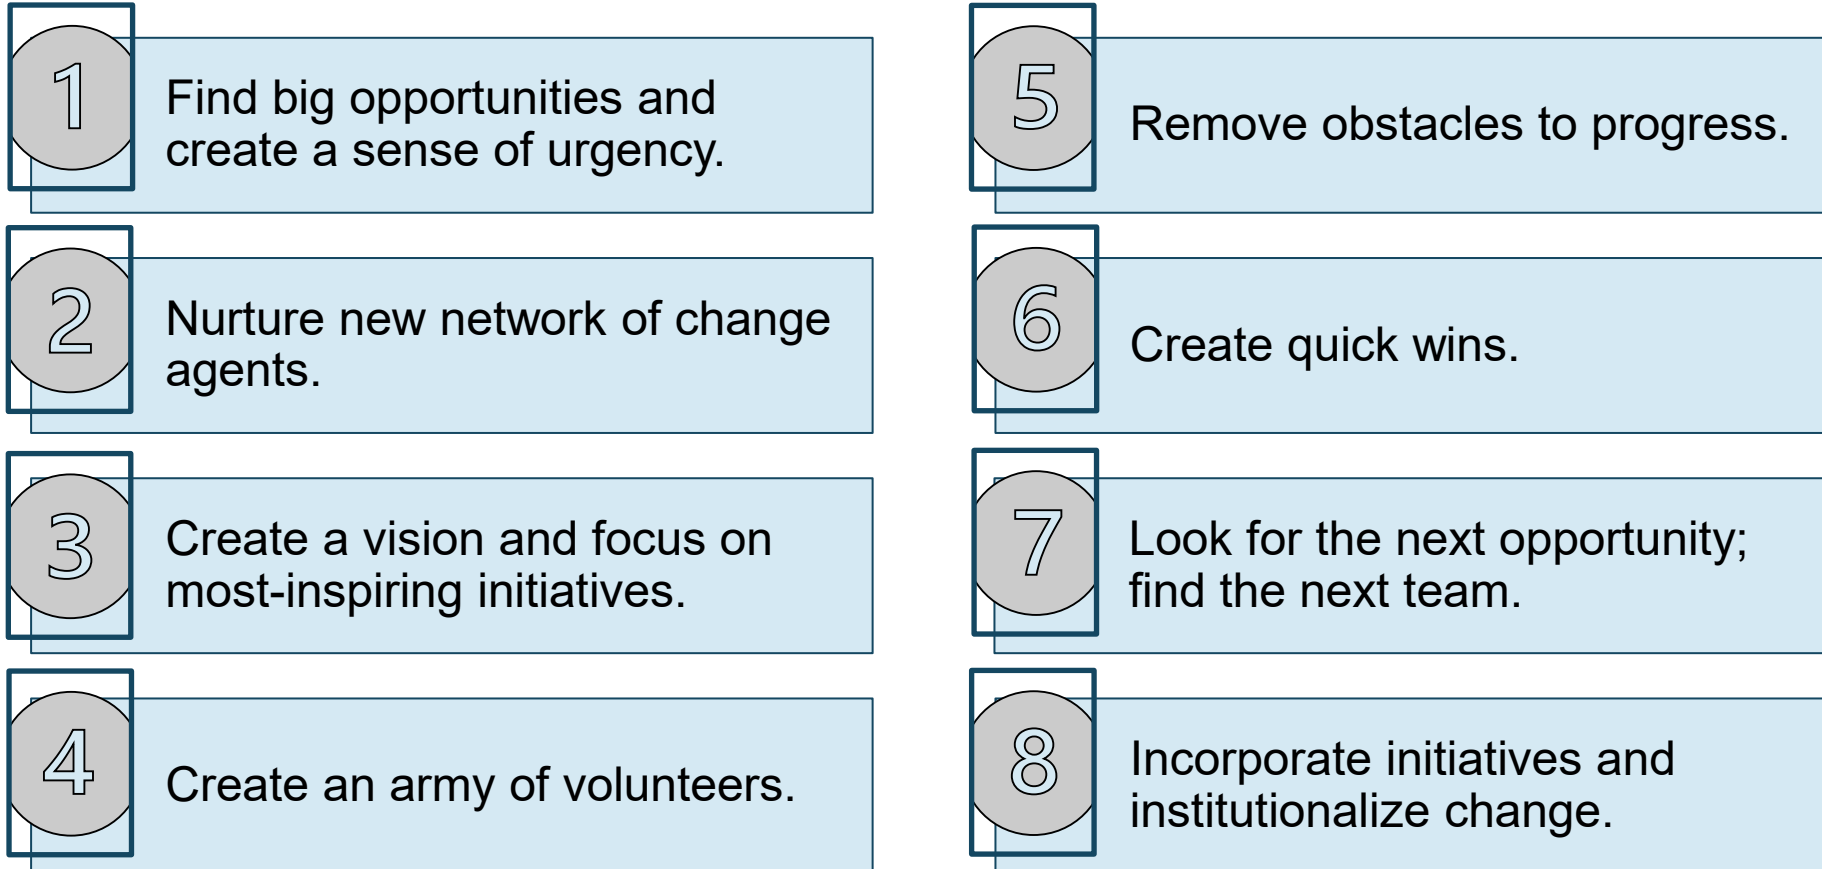 1
Find big opportunities and
create a sense of urgency.
2
Nurture new network of change
agents.
3
Create a vision and focus on
most-inspiring initiatives.
4
Create an army of volunteers.
5
Remove obstacles to progress.
6
Create quick wins.
7
Look for the next opportunity;
find the next team.
8
Incorporate initiatives and
institutionalize change.